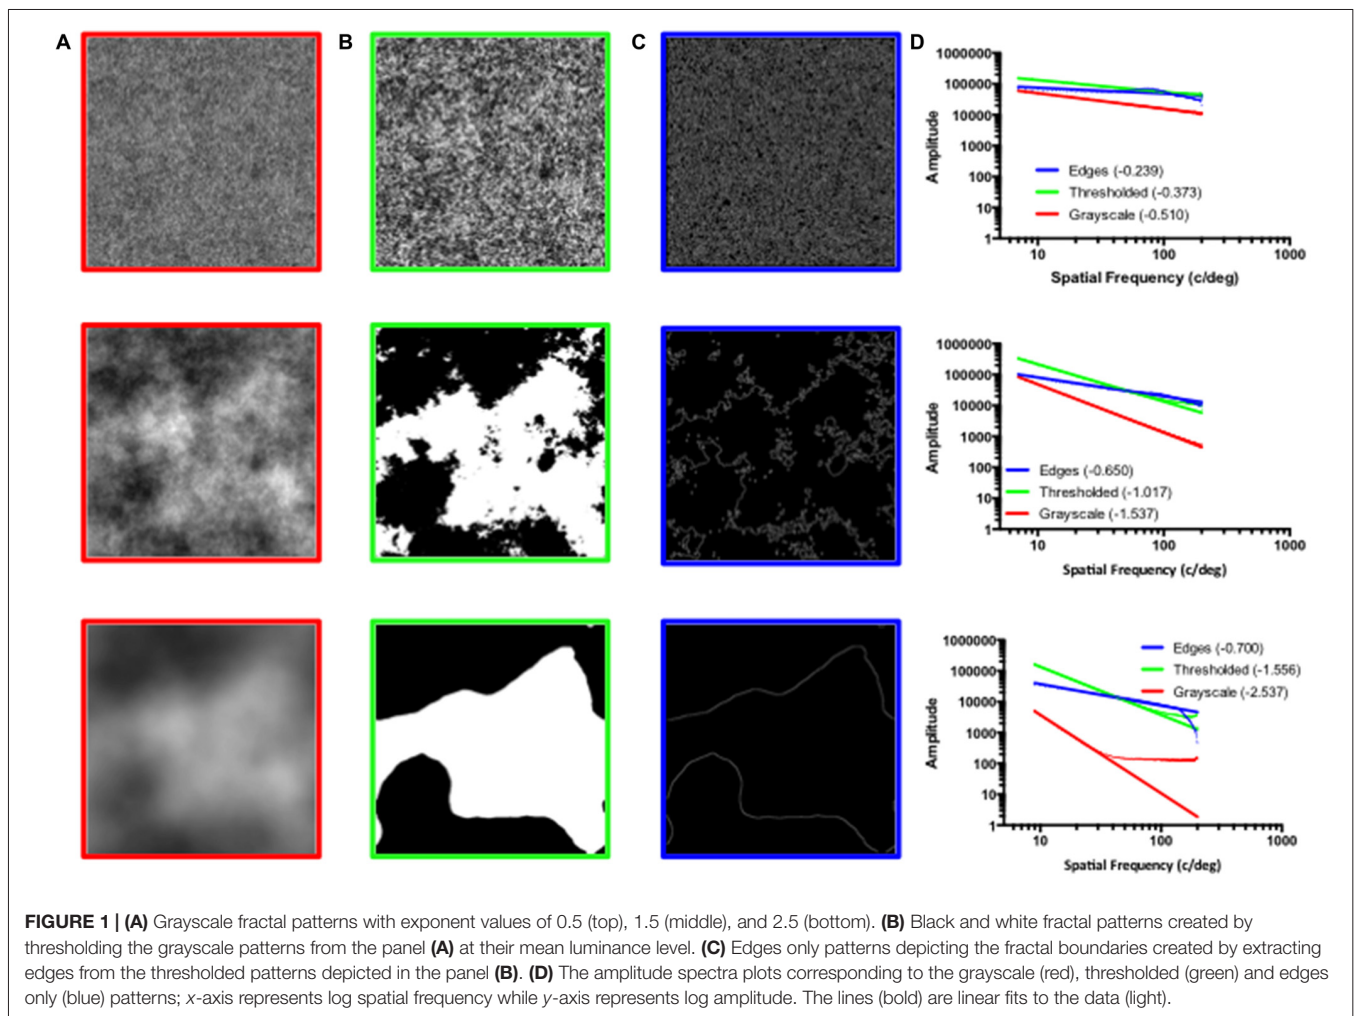 A
B
C
D
1000000
100000
10000
1000
100
10
1
Amplitude
Edges (-0.239)
Thresholded (-0.373)
Grayscale (-0.510)
10
100
1000
Spatial Frequency (c/deg)
1000000
100000
10000
1000
100
10
1
Amplitude
Edges (-0.650)
Thresholded (-1.017)
Grayscale (-1.537)
10
100
1000
Spatial Frequency (c/deg)
1000000
100000
10000
1000
100
10
1
Amplitude
Edges (-0.700)
Thresholded (-1.556)
Grayscale (-2.537)
10
100
1000
Spatial Frequency (c/deg)
FIGURE 1 | (A) Grayscale fractal patterns with exponent values of 0.5 (top), 1.5 (middle), and 2.5 (bottom). (B) Black and white fractal patterns created by
thresholding the grayscale patterns from the panel (A) at their mean luminance level. (C) Edges only patterns depicting the fractal boundaries created by extracting
edges from the thresholded patterns depicted in the panel (B). (D) The amplitude spectra plots corresponding to the grayscale (red), thresholded (green) and edges
only (blue) patterns; x-axis represents log spatial frequency while y-axis represents log amplitude. The lines (bold) are linear fits to the data (light).